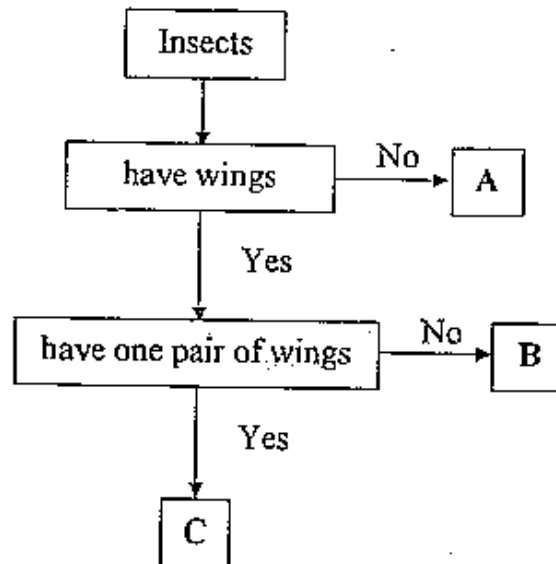 Insects
have wings
No
A
Yes
have one pair of wings
No
B
Yes
C